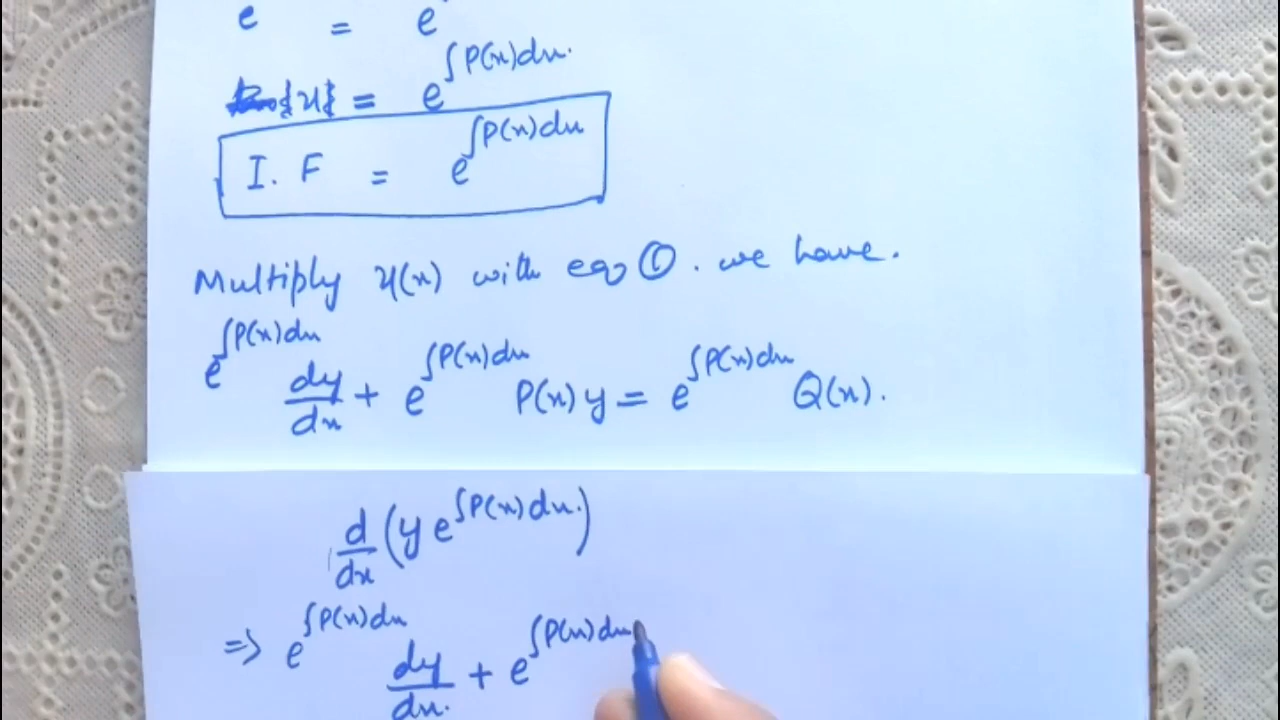 e = e
{u} = e^∫P(x)dx.
I. F = e^∫P(x)dx
Multiply u(x) with eq ①. we have.
e^∫P(x)dx dy/dx + e^∫P(x)dx P(x) y = e^∫P(x)dx Q(x).
d/dx (y e^∫P(x)dx.)
=> e^∫P(x)dx dy/dx. + e^∫P(x)dx